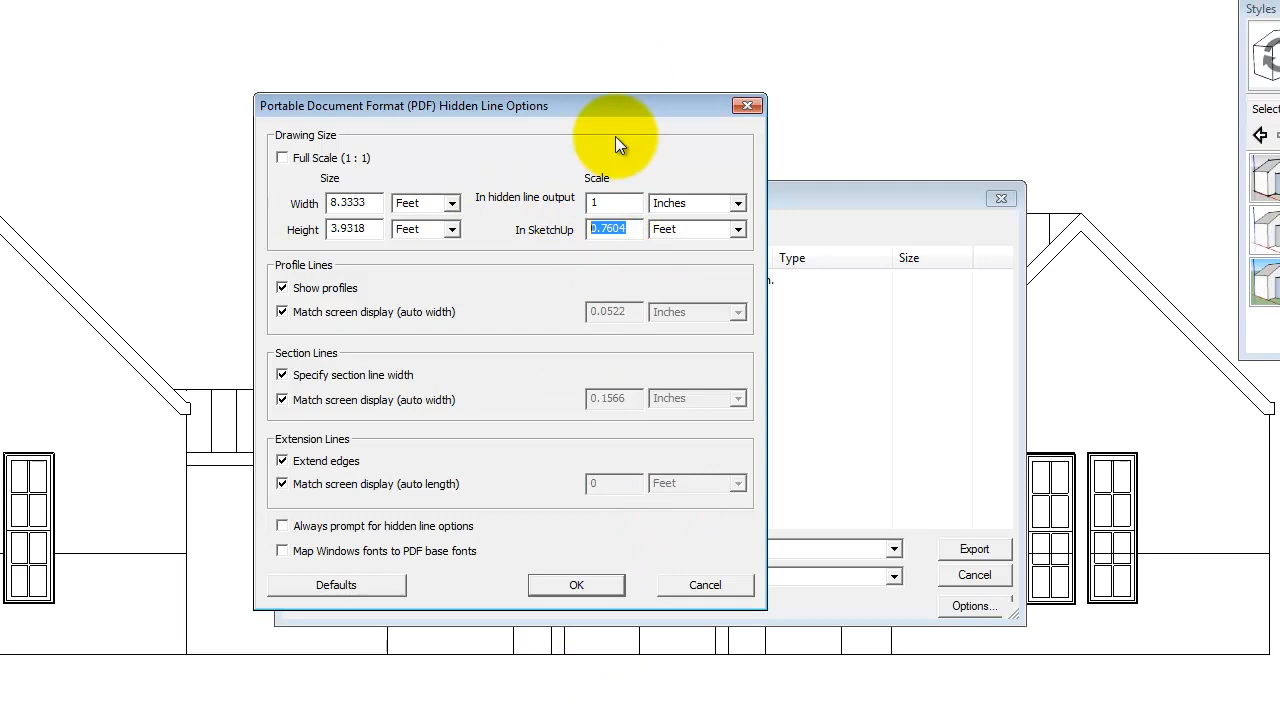 Styles
Portable Document Format (PDF) Hidden Line Options
Drawing Size
Full Scale (1 : 1)
Size
Scale
Width 8.3333 Feet
In hidden line output 1 Inches
Height 3.9318 Feet
In SketchUp 0.7604 Feet
Profile Lines
Show profiles
Match screen display (auto width) 0.0522 Inches
Section Lines
Specify section line width
Match screen display (auto width) 0.1566 Inches
Extension Lines
Extend edges
Match screen display (auto length) 0 Feet
Always prompt for hidden line options
Map Windows fonts to PDF base fonts
Defaults OK Cancel
Type Size
Export
Cancel
Options...
Select